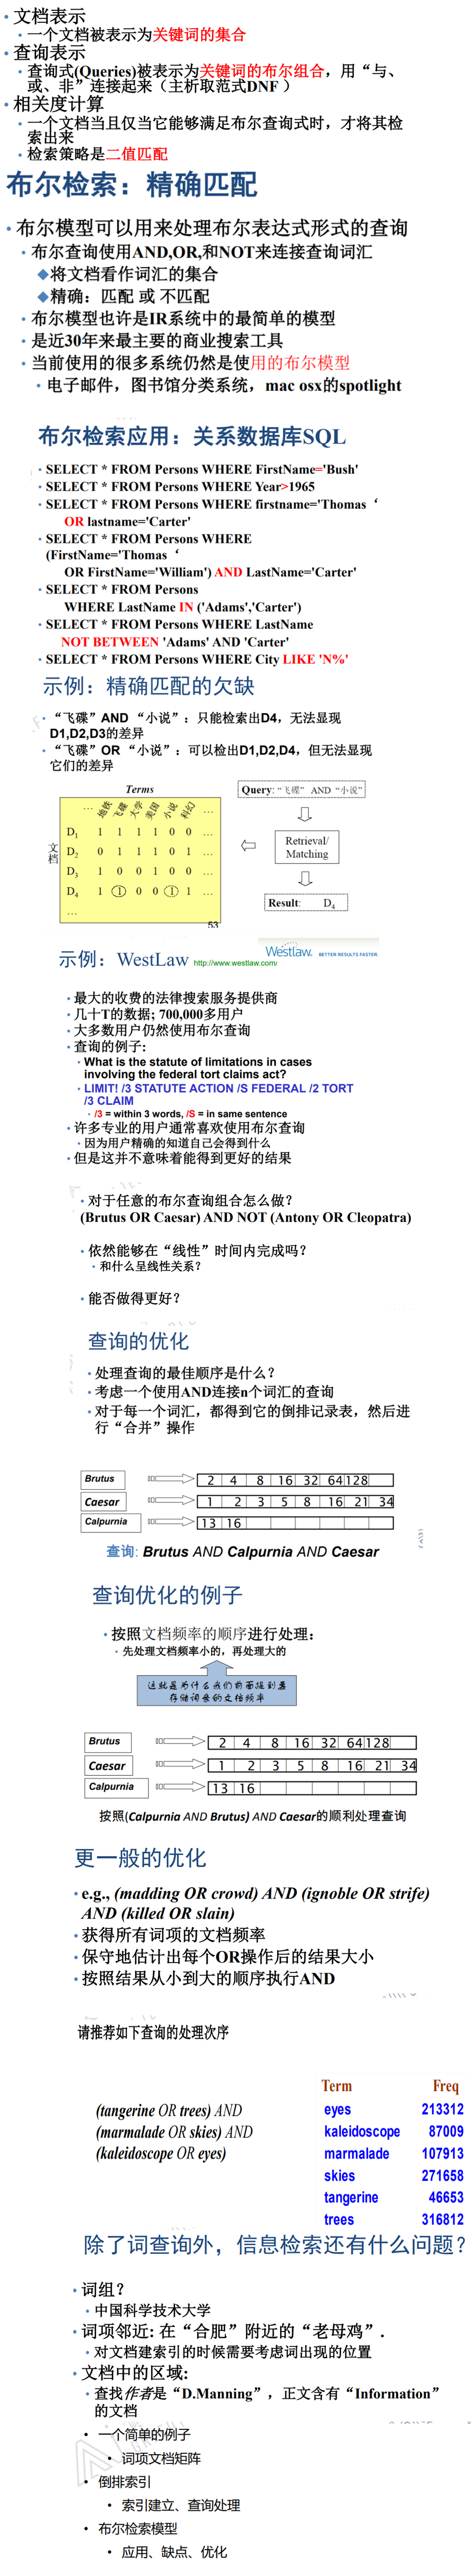 • 文档表示
• 一个文档被表示为关键词的集合
• 查询表示
• 查询式(Queries)被表示为关键词的布尔组合，用“与、
或、非”连接起来（主析取范式DNF ）
• 相关度计算
• 一个文档当且仅当它能够满足布尔查询式时，才将其检
索出来
• 检索策略是二值匹配
布尔检索：精确匹配
• 布尔模型可以用来处理布尔表达式形式的查询
• 布尔查询使用AND,OR,和NOT来连接查询词汇
◆将文档看作词汇的集合
◆精确：匹配 或 不匹配
• 布尔模型也许是IR系统中的最简单的模型
• 是近30年来最主要的商业搜索工具
• 当前使用的很多系统仍然是使用的布尔模型
• 电子邮件，图书馆分类系统，mac osx的spotlight
布尔检索应用：关系数据库SQL
• SELECT * FROM Persons WHERE FirstName='Bush'
• SELECT * FROM Persons WHERE Year>1965
• SELECT * FROM Persons WHERE firstname='Thomas ‘
OR lastname='Carter'
• SELECT * FROM Persons WHERE
(FirstName='Thomas ‘
OR FirstName='William') AND LastName='Carter'
• SELECT * FROM Persons
WHERE LastName IN ('Adams','Carter')
• SELECT * FROM Persons WHERE LastName
NOT BETWEEN 'Adams' AND 'Carter'
• SELECT * FROM Persons WHERE City LIKE 'N%'
示例：精确匹配的欠缺
• “飞碟”AND “小说”：只能检索出D4，无法显现
D1,D2,D3的差异
• “飞碟”OR “小说”：可以检出D1,D2,D4，但无法显现
它们的差异
Terms
… 地铁 飞碟 大学 美国 小说 科幻 …
文档
D1 1 1 1 1 0 0 …
D2 0 1 1 1 0 1 …
D3 1 0 0 1 0 0 …
D4 1 1 0 0 1 1 …
…
53
Query: “飞碟” AND “小说”
Retrieval/
Matching
Result: D4
示例：WestLaw http://www.westlaw.com/
Westlaw. BETTER RESULTS FASTER.
• 最大的收费的法律搜索服务提供商
• 几十T的数据; 700,000多用户
• 大多数用户仍然使用布尔查询
• 查询的例子:
• What is the statute of limitations in cases
involving the federal tort claims act?
• LIMIT! /3 STATUTE ACTION /S FEDERAL /2 TORT
/3 CLAIM
• /3 = within 3 words, /S = in same sentence
• 许多专业的用户通常喜欢使用布尔查询
• 因为用户精确的知道自己会得到什么
• 但是这并不意味着能得到更好的结果
• 对于任意的布尔查询组合怎么做?
(Brutus OR Caesar) AND NOT (Antony OR Cleopatra)
• 依然能够在“线性”时间内完成吗?
• 和什么呈线性关系?
• 能否做得更好?
查询的优化
• 处理查询的最佳顺序是什么?
• 考虑一个使用AND连接n个词汇的查询
• 对于每一个词汇，都得到它的倒排记录表，然后进
行“合并”操作
Brutus 2 4 8 16 32 64 128
Caesar 1 2 3 5 8 16 21 34
Calpurnia 13 16
查询: Brutus AND Calpurnia AND Caesar
查询优化的例子
• 按照文档频率的顺序进行处理：
• 先处理文档频率小的，再处理大的
这就是为什么我们前面提到要
存储词条的文档频率
Brutus 2 4 8 16 32 64 128
Caesar 1 2 3 5 8 16 21 34
Calpurnia 13 16
按照(Calpurnia AND Brutus) AND Caesar的顺利处理查询
更一般的优化
• e.g., (madding OR crowd) AND (ignoble OR strife)
AND (killed OR slain)
• 获得所有词项的文档频率
• 保守地估计出每个OR操作后的结果大小
• 按照结果从小到大的顺序执行AND
请推荐如下查询的处理次序
(tangerine OR trees) AND
(marmalade OR skies) AND
(kaleidoscope OR eyes)
Term Freq
eyes 213312
kaleidoscope 87009
marmalade 107913
skies 271658
tangerine 46653
trees 316812
除了词查询外，信息检索还有什么问题?
• 词组?
• 中国科学技术大学
• 词项邻近: 在“合肥”附近的“老母鸡”.
• 对文档建索引的时候需要考虑词出现的位置
• 文档中的区域:
• 查找作者是“D.Manning”，正文含有“Information”
的文档
• 一个简单的例子
• 词项文档矩阵
• 倒排索引
• 索引建立、查询处理
• 布尔检索模型
• 应用、缺点、优化